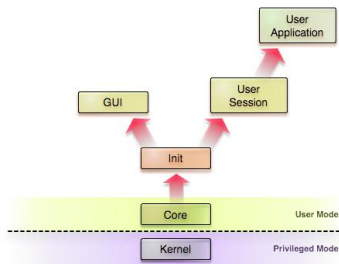 User
Application
GUI
User
Session
Init
Core
User Mode
Kernel
Privileged Mode